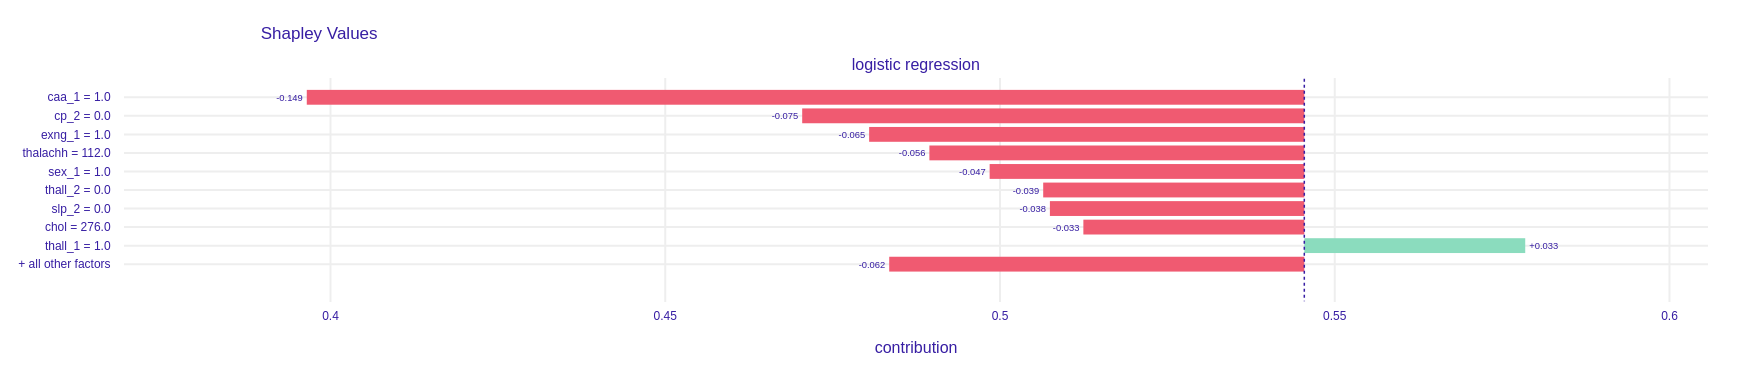 Shapley Values
logistic regression
caa_1 = 1.0 -0.149
cp_2 = 0.0 -0.075
exng_1 = 1.0 -0.065
thalachh = 112.0 -0.056
sex_1 = 1.0 -0.047
thall_2 = 0.0 -0.039
slp_2 = 0.0 -0.038
chol = 276.0 -0.033
thall_1 = 1.0 +0.033
+ all other factors -0.062
0.4 0.45 0.5 0.55 0.6
contribution